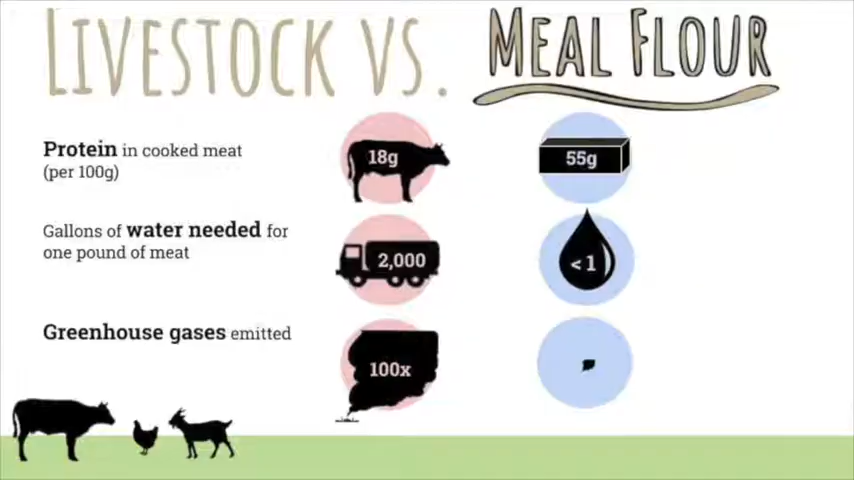 LIVESTOCK VS. MEAL FLOUR
Protein in cooked meat
(per 100g)
18g
55g
Gallons of water needed for
one pound of meat
2,000
< 1
Greenhouse gases emitted
100x